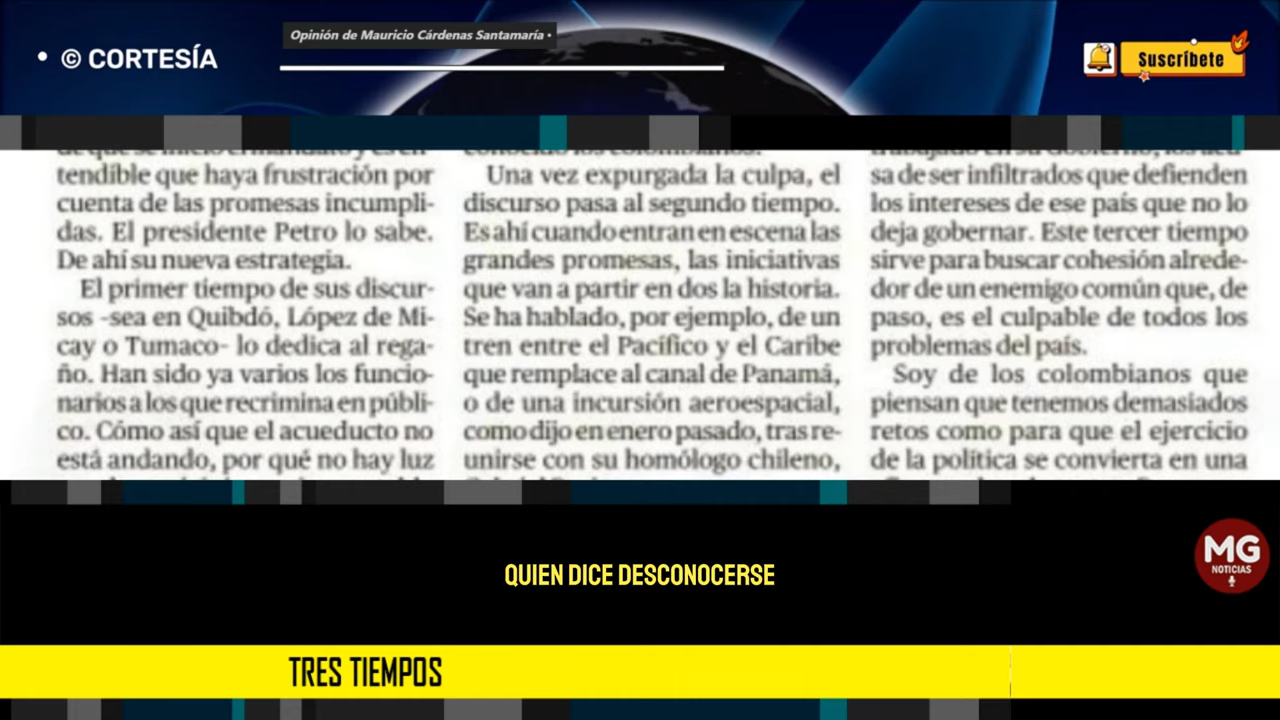 Opinión de Mauricio Cárdenas Santamaría •
• © CORTESÍA
Suscríbete
tendible que haya frustración por
cuenta de las promesas incumpli-
das. El presidente Petro lo sabe.
De ahí su nueva estrategia.
El primer tiempo de sus discur-
sos -sea en Quibdó, López de Mi-
cay o Tumaco- lo dedica al rega-
ño. Han sido ya varios los funcio-
narios a los que recrimina en públi-
co. Cómo así que el acueducto no
está andando, por qué no hay luz
Una vez expurgada la culpa, el
discurso pasa al segundo tiempo.
Es ahí cuando entran en escena las
grandes promesas, las iniciativas
que van a partir en dos la historia.
Se ha hablado, por ejemplo, de un
tren entre el Pacífico y el Caribe
que remplace al canal de Panamá,
o de una incursión aeroespacial,
como dijo en enero pasado, tras re-
unirse con su homólogo chileno,
sa de ser infiltrados que defienden
los intereses de ese país que no lo
deja gobernar. Este tercer tiempo
sirve para buscar cohesión alrede-
dor de un enemigo común que, de
paso, es el culpable de todos los
problemas del país.
Soy de los colombianos que
piensan que tenemos demasiados
retos como para que el ejercicio
de la política se convierta en una
QUIEN DICE DESCONOCERSE
MG
NOTICIAS
TRES TIEMPOS